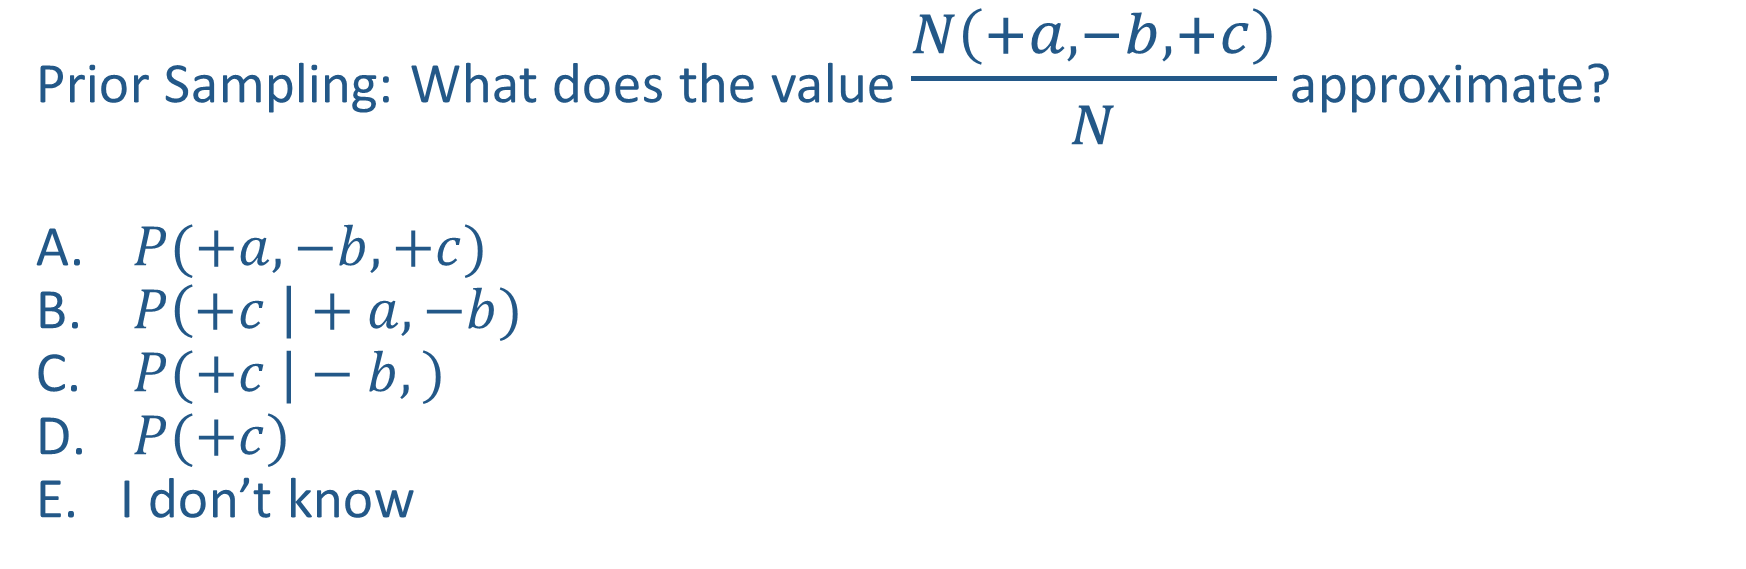 Prior Sampling: What does the value N(+a,−b,+c)/N approximate?
A. P(+a, −b, +c)
B. P(+c | + a, −b)
C. P(+c | − b, )
D. P(+c)
E. I don’t know